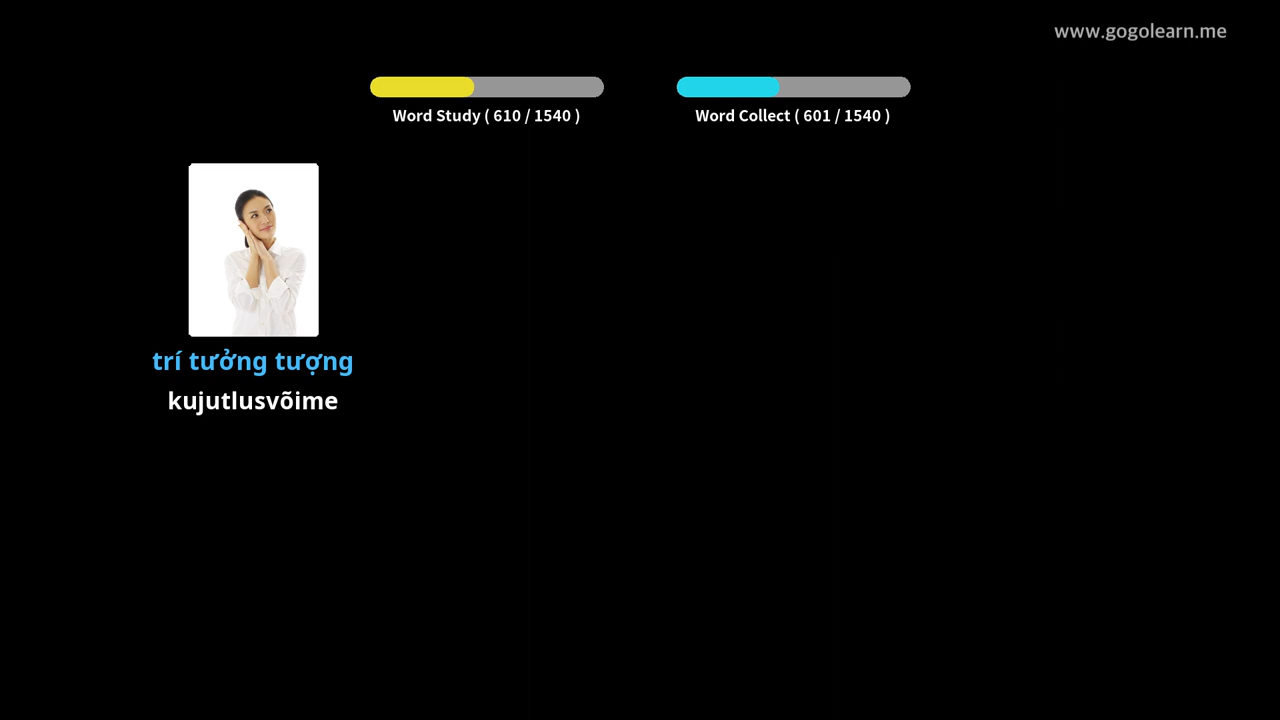 www.gogolearn.me
Word Study ( 610 / 1540 )
Word Collect ( 601 / 1540 )
trí tưởng tượng
kujutlusvõime